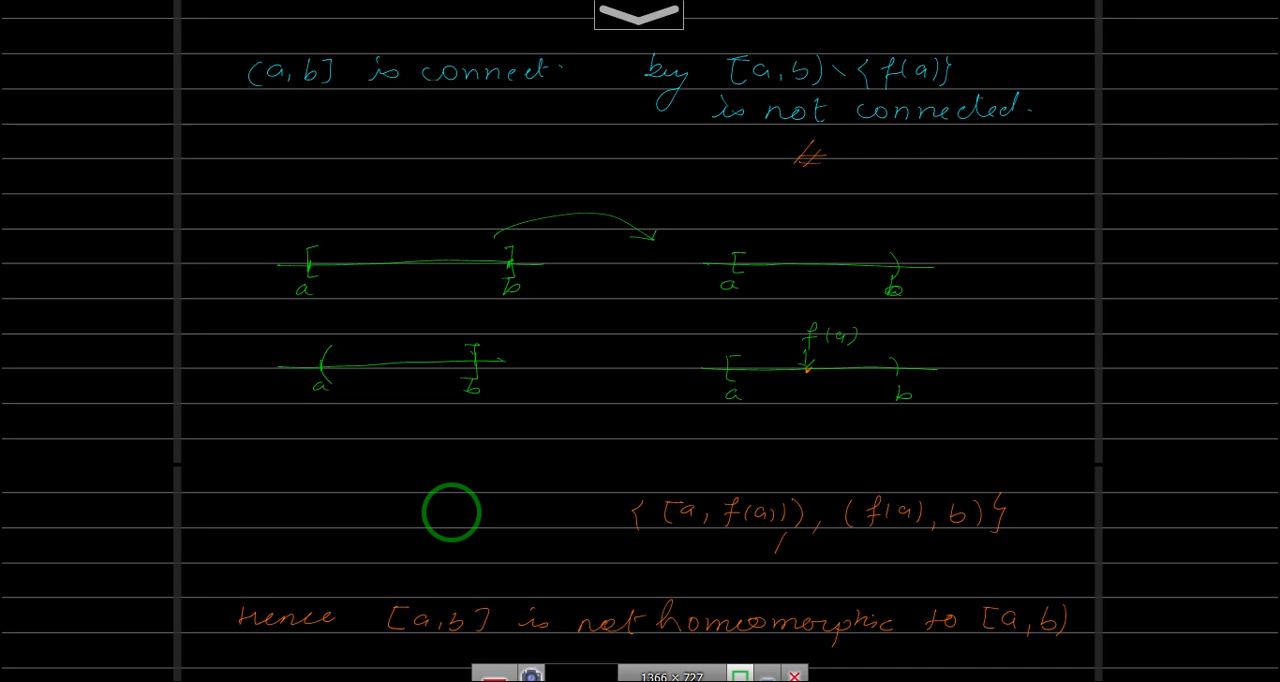 (a,b] is connect. by [a,b) \ {f(a)}
is not connected.
#
[ ] [ )
a b a b
f(a)
( ] [ )
a b a b
{ [a, f(a)), (f(a), b) }
Hence [a,b] is not homeomorphic to [a,b)
1366 × 727